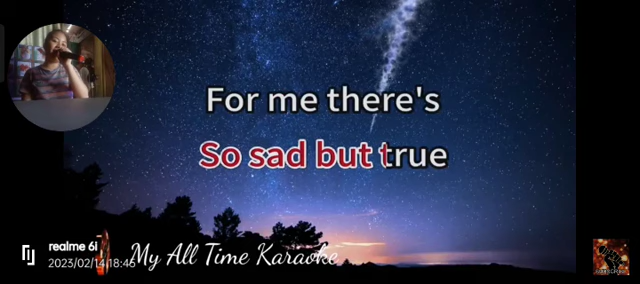 For me there's
So sad but true
realme 6i
2023/02/14 18:46
My All Time Karaoke